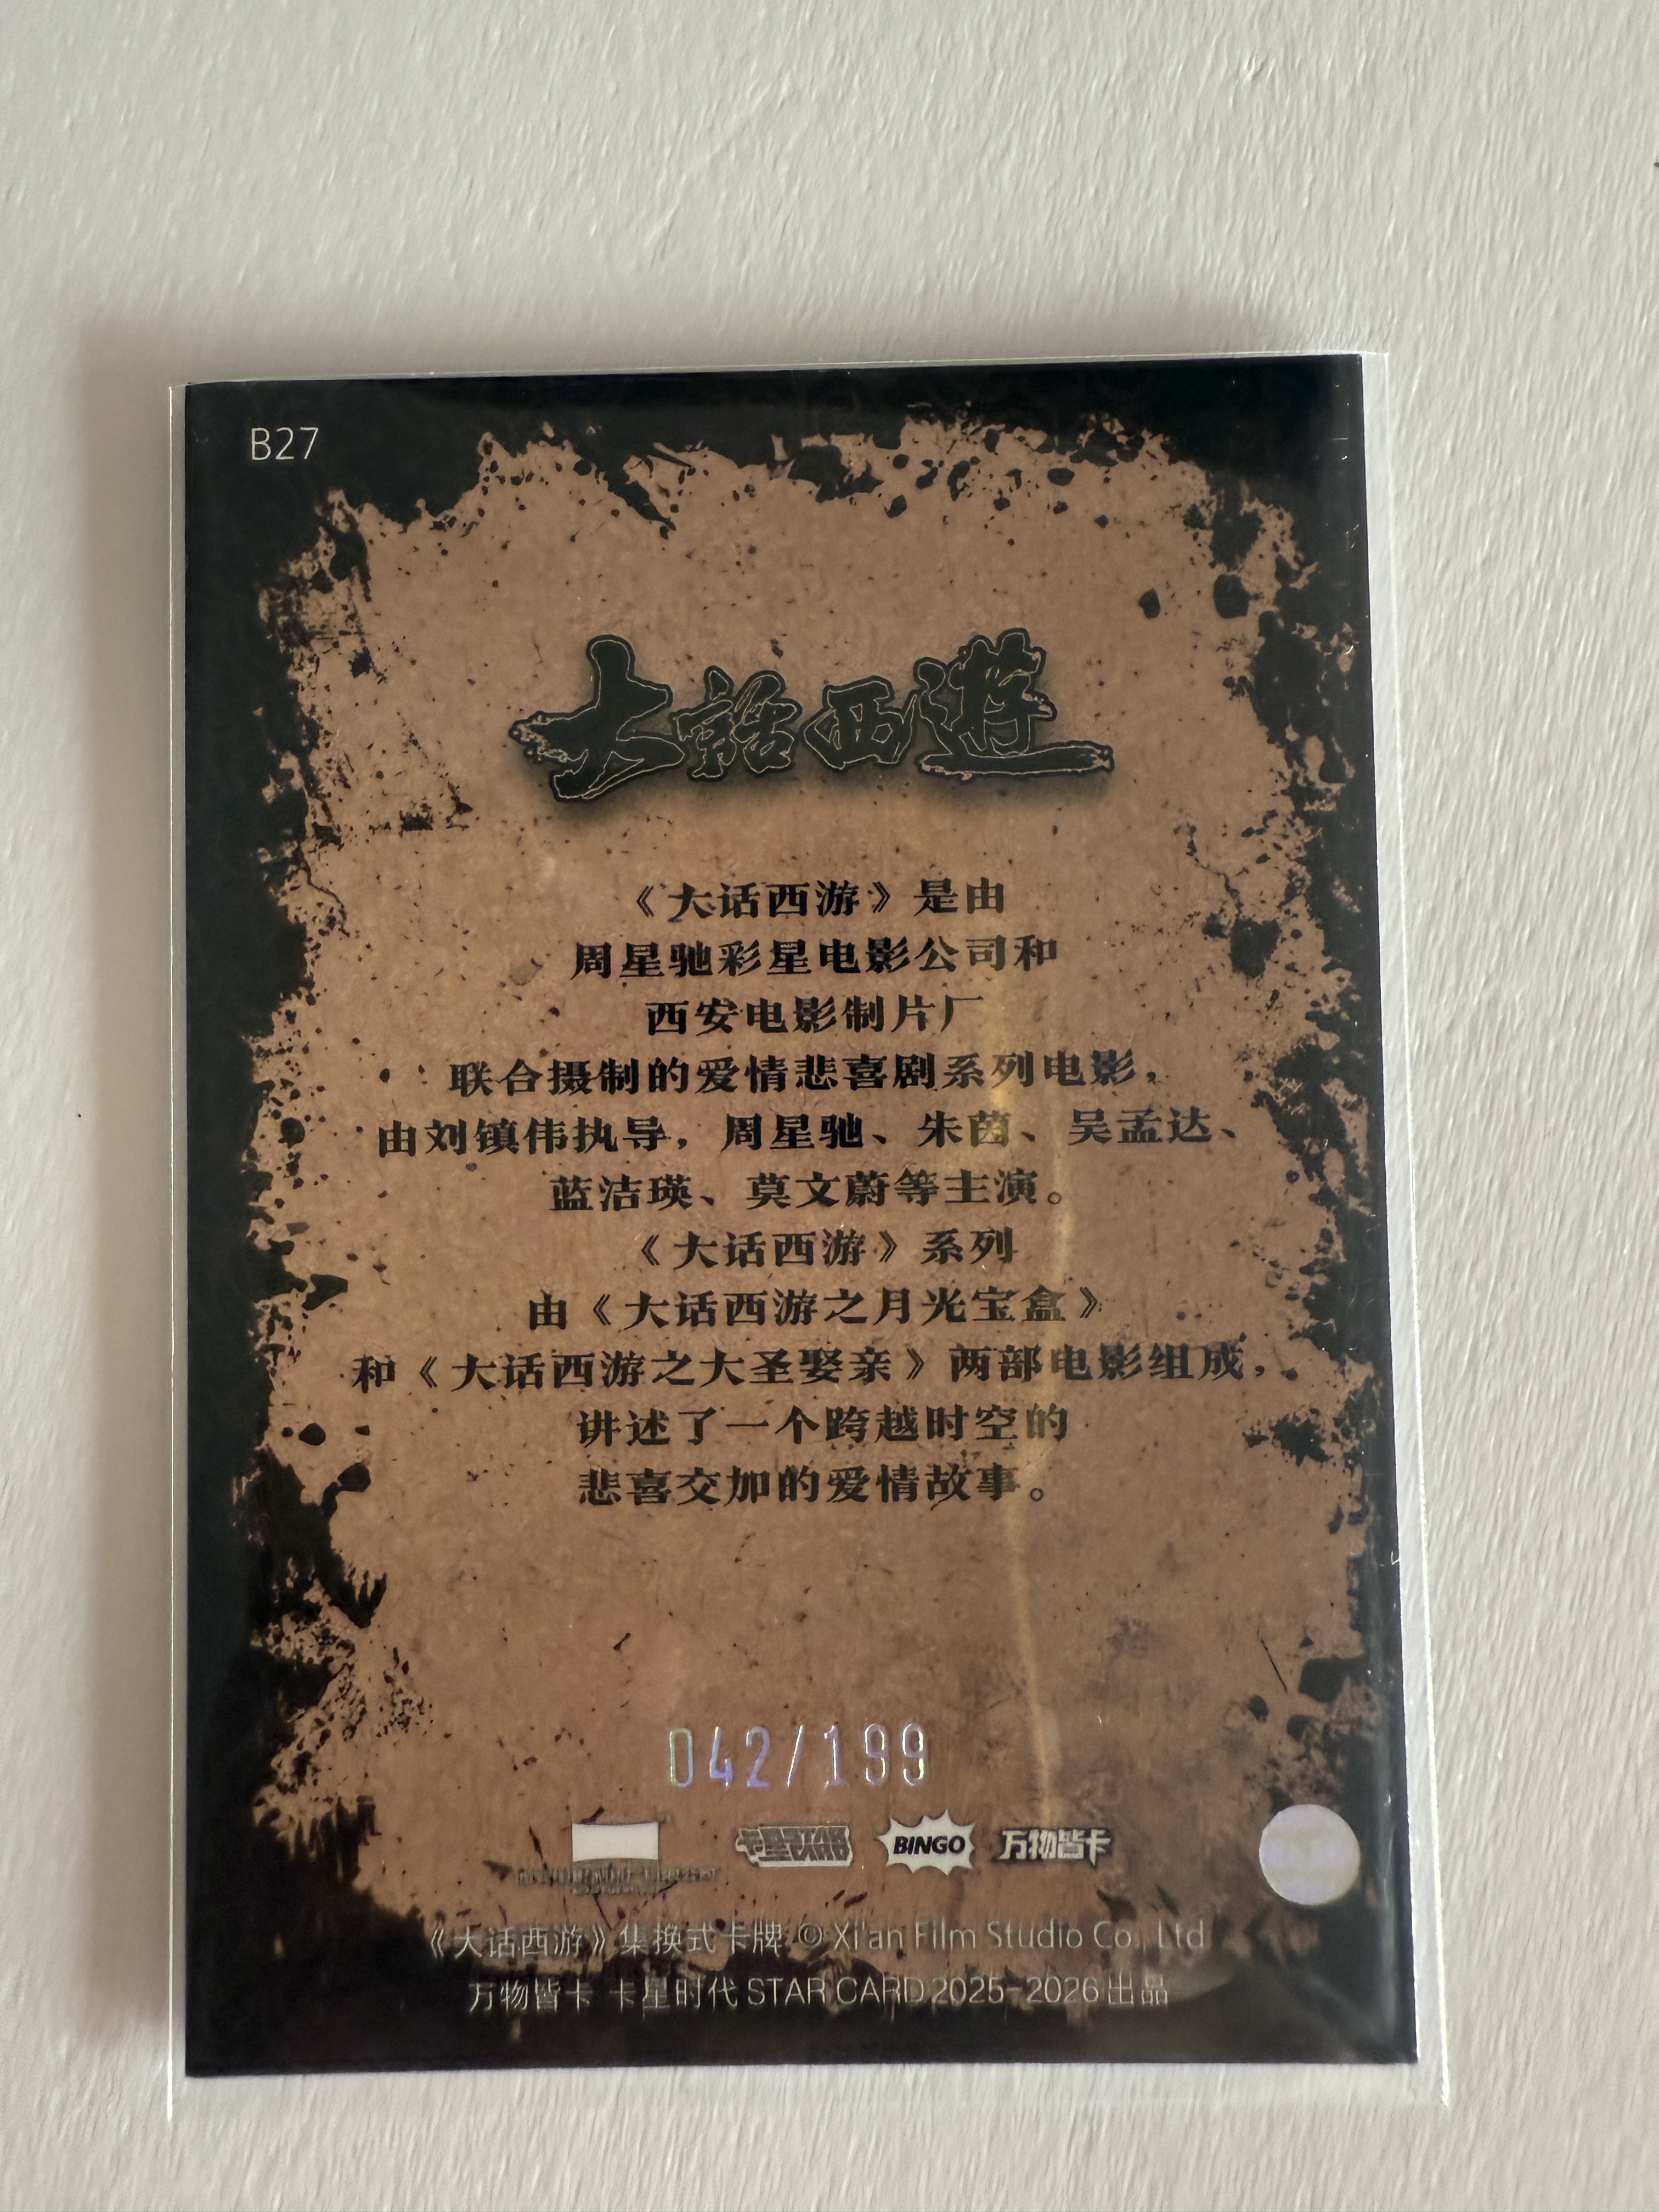 B27
大話西遊
《大话西游》是由
周星驰彩星电影公司和
西安电影制片厂
联合摄制的爱情悲喜剧系列电影，
由刘镇伟执导，周星驰、朱茵、吴孟达、
蓝洁瑛、莫文蔚等主演。
《大话西游》系列
由《大话西游之月光宝盒》
和《大话西游之大圣娶亲》两部电影组成，
讲述了一个跨越时空的
悲喜交加的爱情故事。
042/199
卡星时代 BINGO 万物皆卡
《大话西游》集换式卡牌 © Xi'an Film Studio Co., Ltd
万物皆卡 卡星时代 STAR CARD 2025-2026 出品